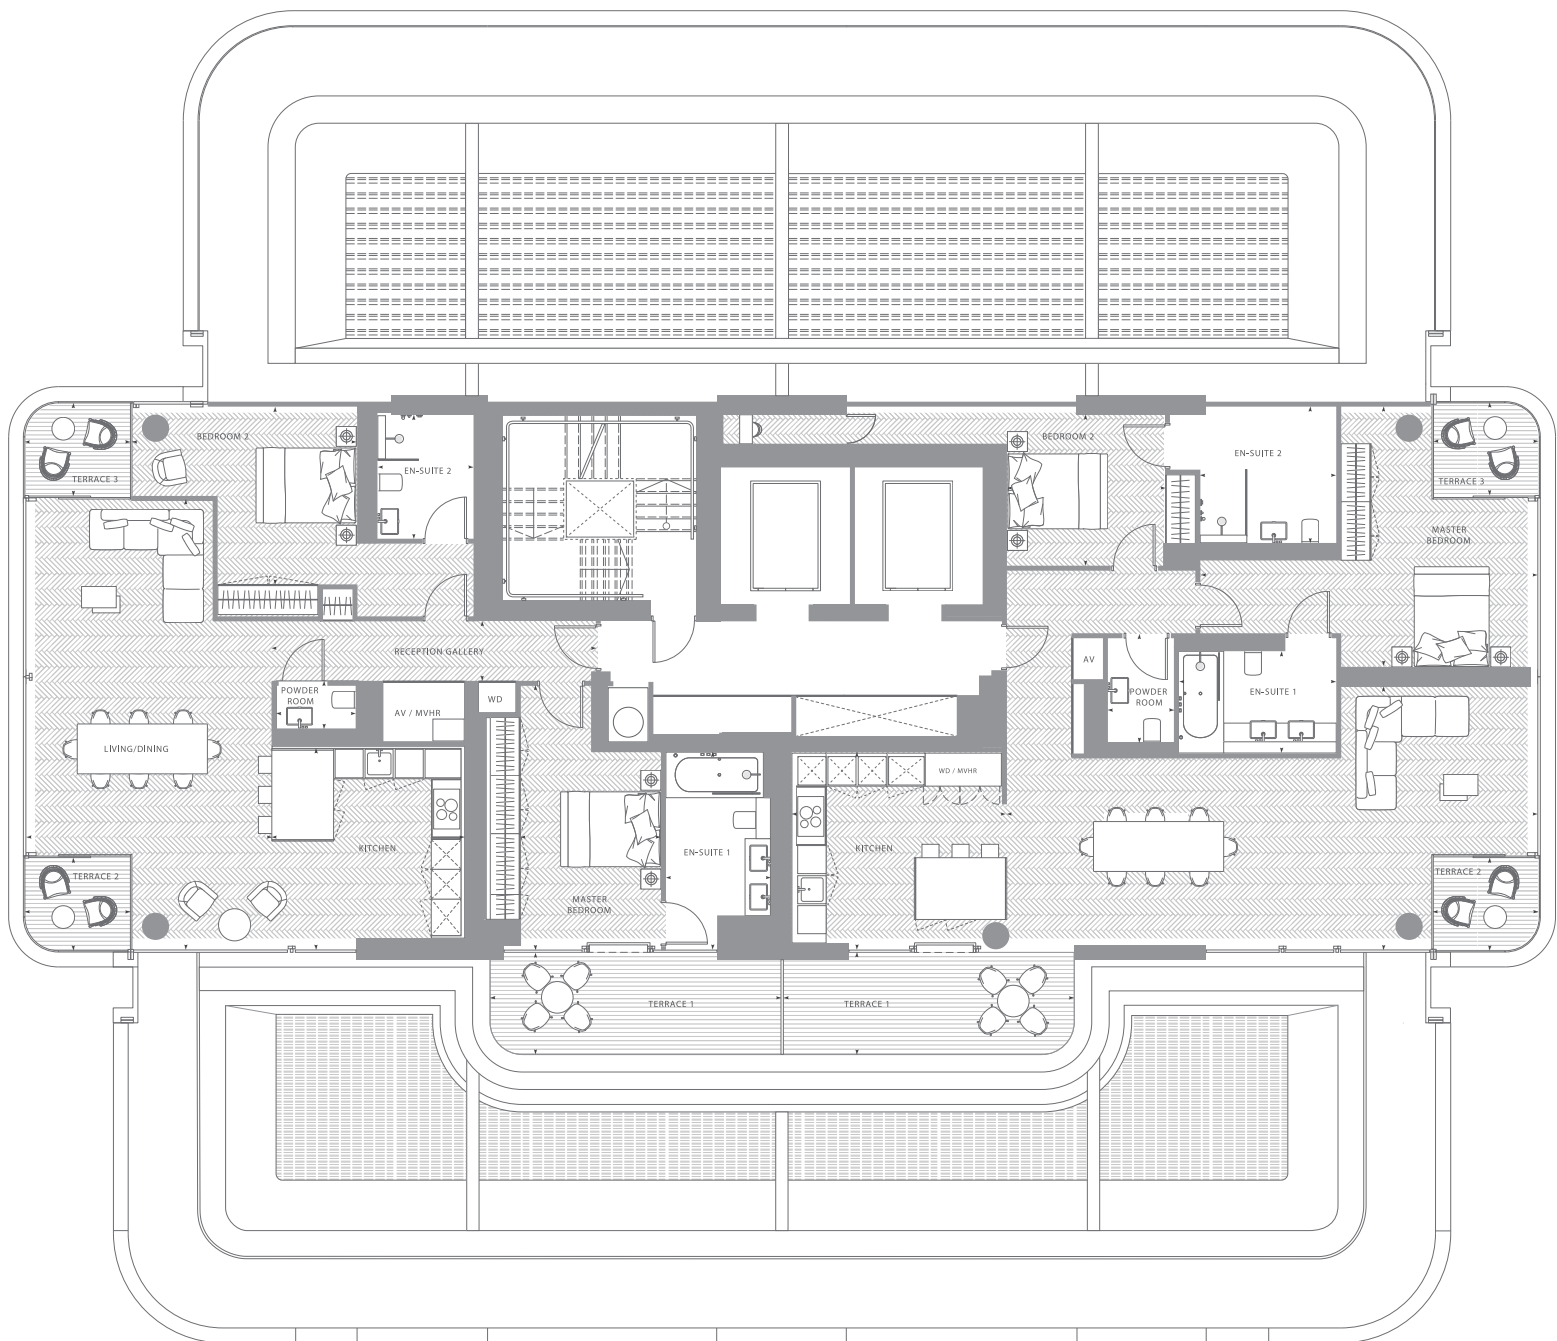 BEDROOM 2
BEDROOM 2
EN-SUITE 2
EN-SUITE 2
TERRACE 3
TERRACE 3
MASTER
BEDROOM
RECEPTION GALLERY
AV
POWDER
ROOM
WD
AV / MVHR
POWDER
ROOM
EN-SUITE 1
LIVING/DINING
WD / MVHR
KITCHEN
EN-SUITE 1
KITCHEN
TERRACE 2
TERRACE 2
MASTER
BEDROOM
TERRACE 1
TERRACE 1